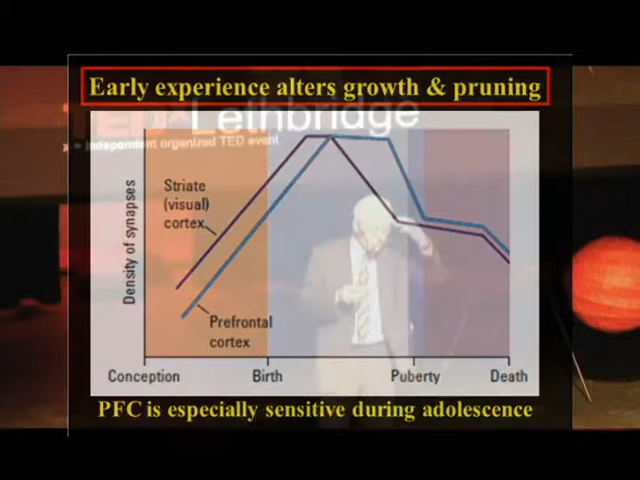 Early experience alters growth & pruning
TEDx Lethbridge
x = independent organized TED event
Striate
(visual)
cortex
Density of synapses
Prefrontal
cortex
Conception Birth Puberty Death
PFC is especially sensitive during adolescence